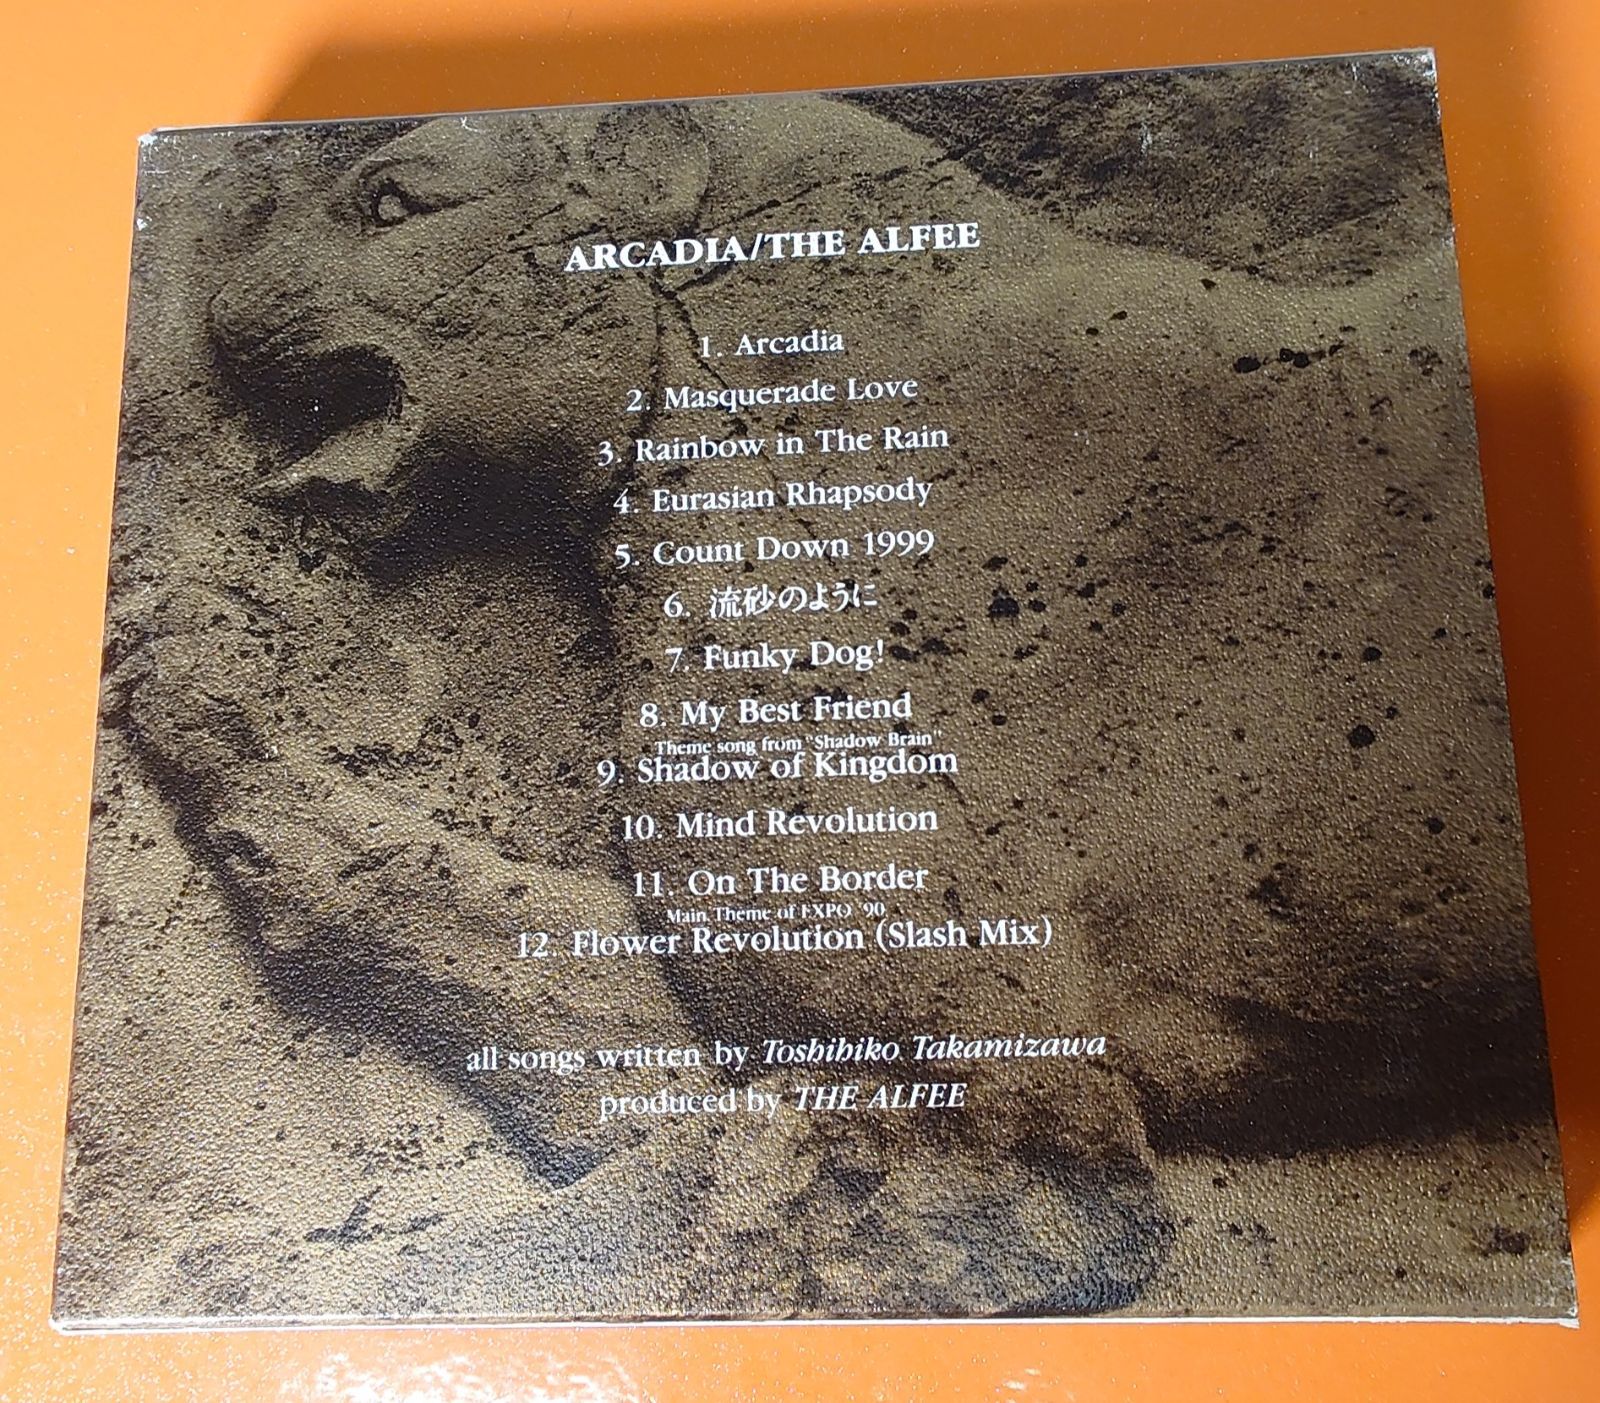 ARCADIA/THE ALFEE
1. Arcadia
2. Masquerade Love
3. Rainbow in The Rain
4. Eurasian Rhapsody
5. Count Down 1999
6. 流砂のように
7. Funky Dog!
8. My Best Friend
Theme song from "Shadow Brain"
9. Shadow of Kingdom
10. Mind Revolution
11. On The Border
Main Theme of EXPO '90
12. Flower Revolution (Slash Mix)
all songs written by Toshihiko Takamizawa
produced by THE ALFEE